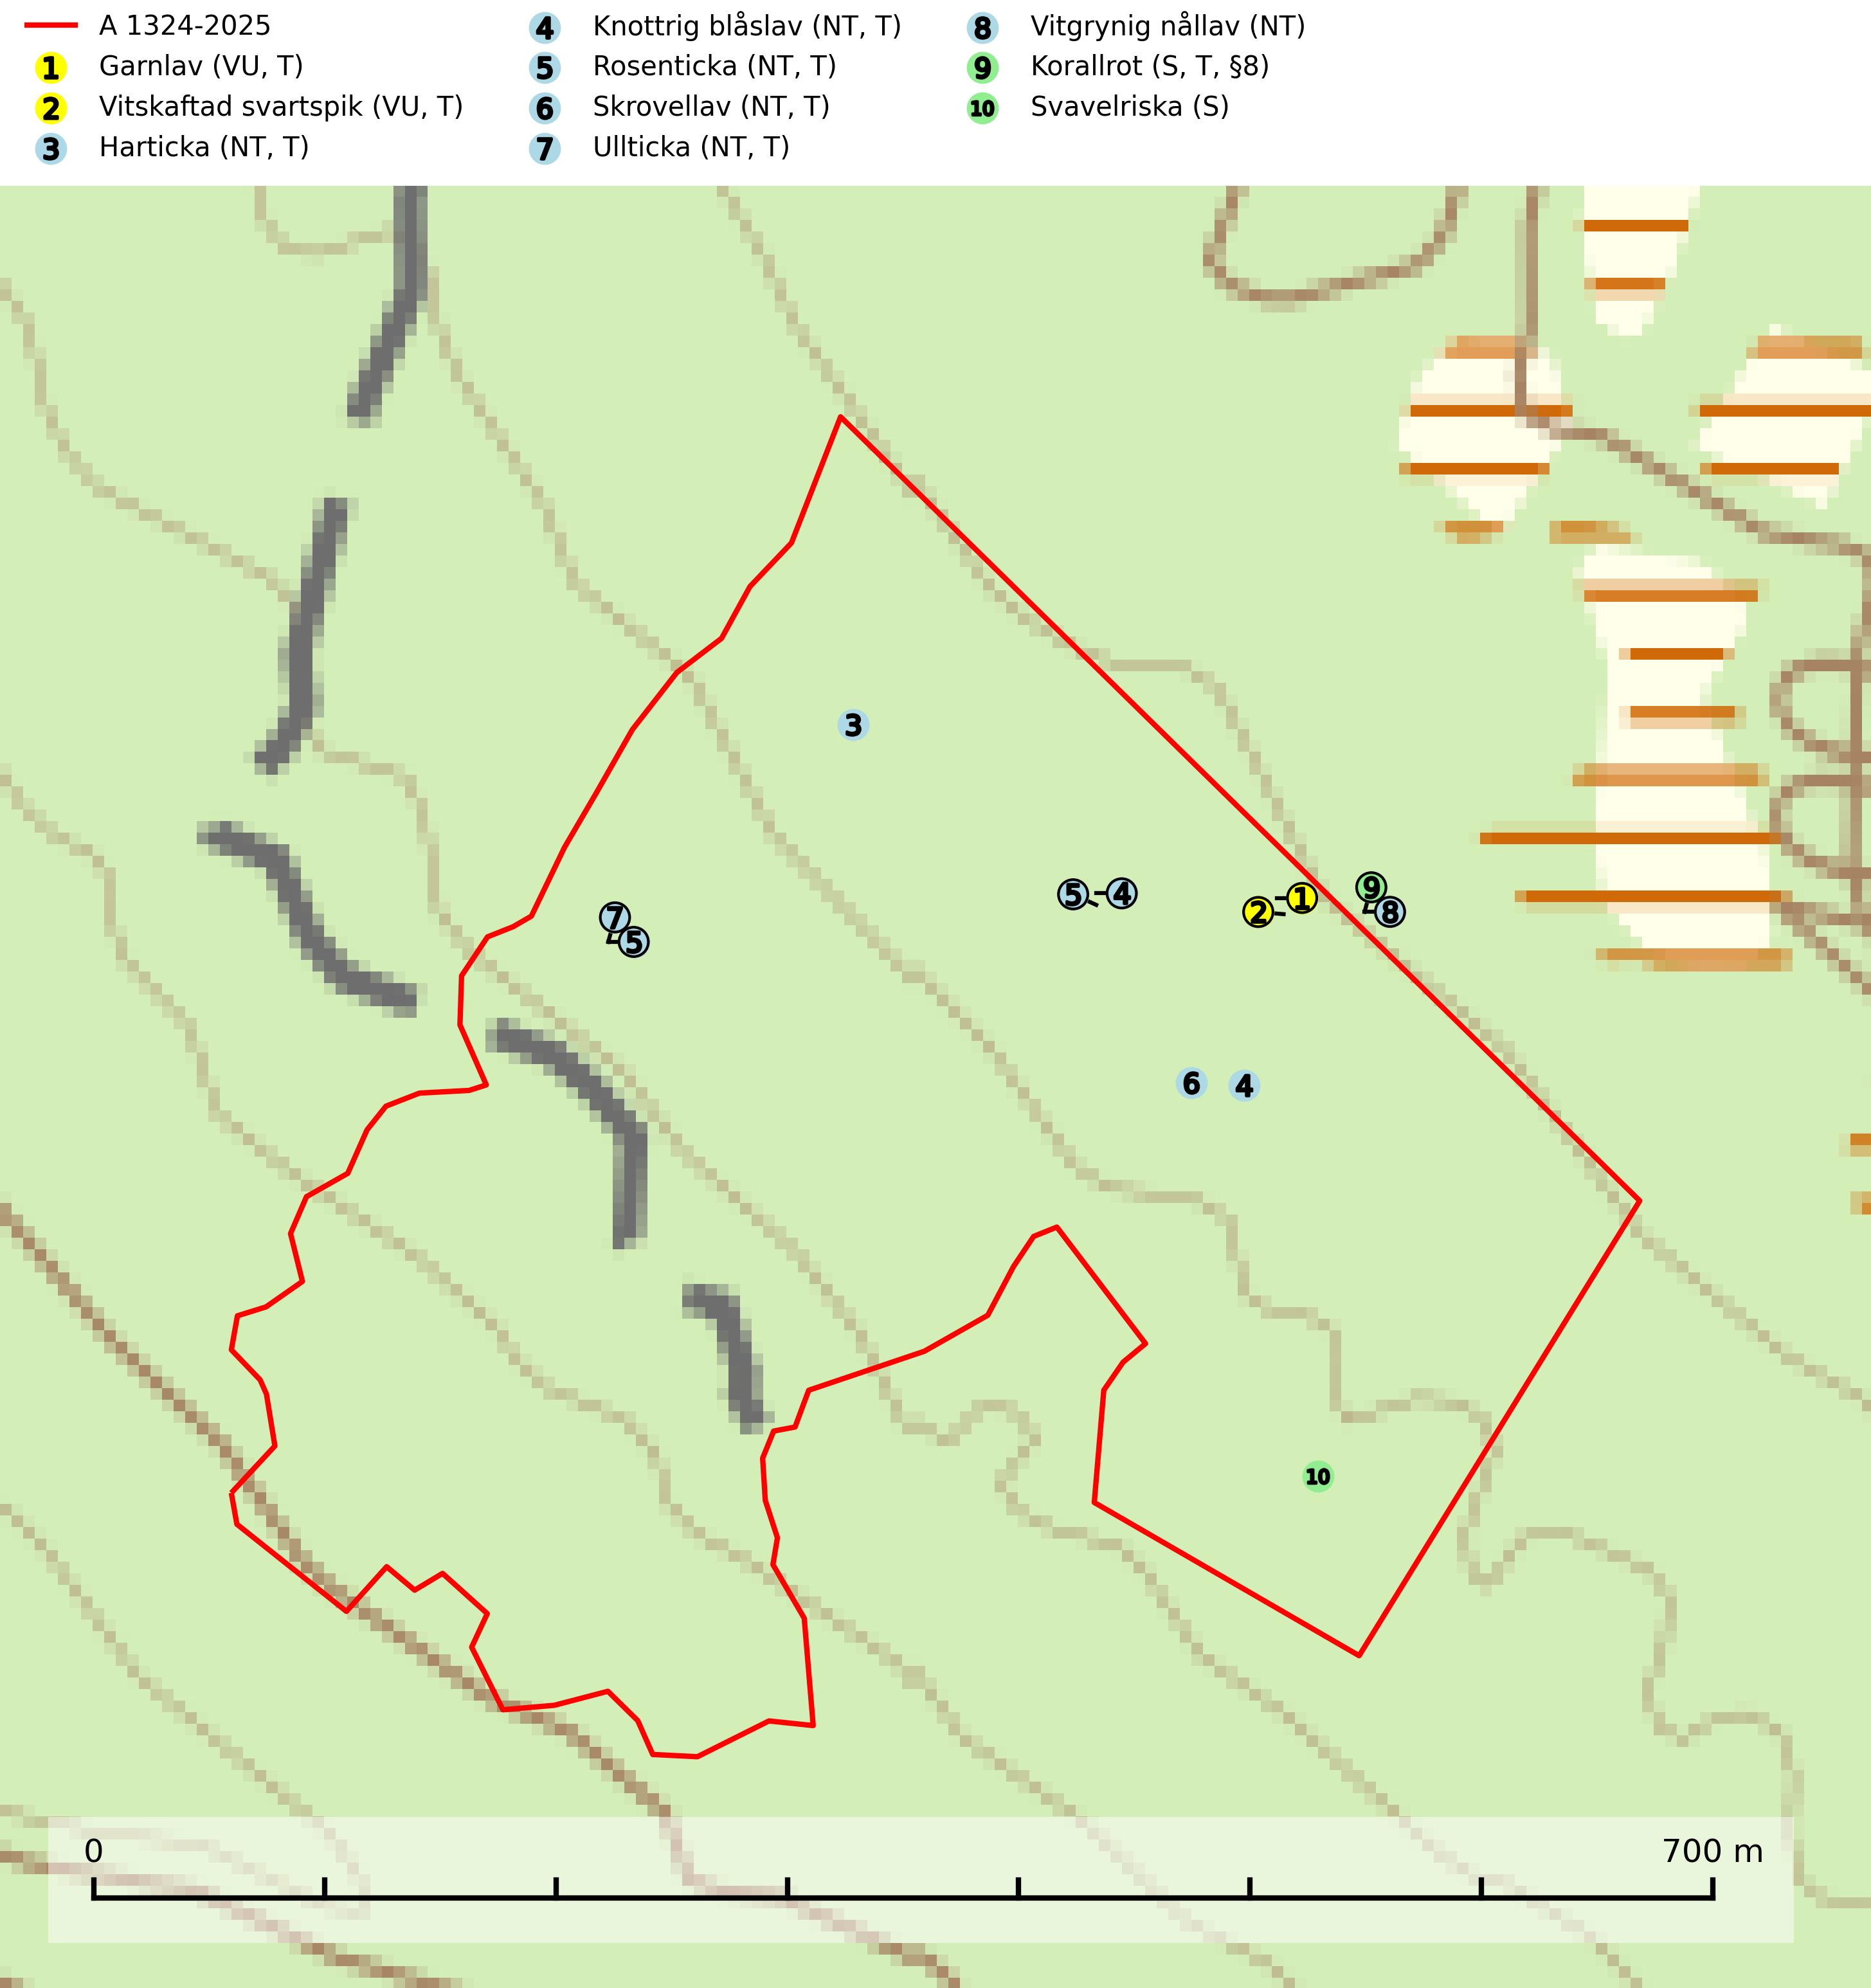 A 1324-2025
1 Garnlav (VU, T)
2 Vitskaftad svartspik (VU, T)
3 Harticka (NT, T)
4 Knottrig blåslav (NT, T)
5 Rosenticka (NT, T)
6 Skrovellav (NT, T)
7 Ullticka (NT, T)
8 Vitgrynig nållav (NT)
9 Korallrot (S, T, §8)
10 Svavelriska (S)
3
5 4
1
2
9
8
7
5
6 4
10
0 700 m